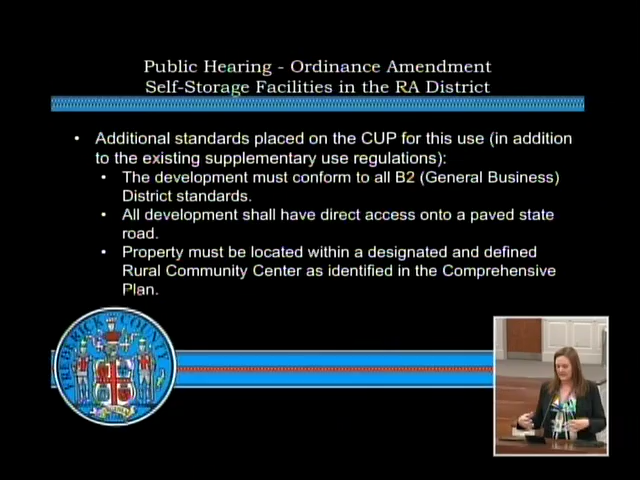 Public Hearing - Ordinance Amendment
Self-Storage Facilities in the RA District
• Additional standards placed on the CUP for this use (in addition
to the existing supplementary use regulations):
• The development must conform to all B2 (General Business)
District standards.
• All development shall have direct access onto a paved state
road.
• Property must be located within a designated and defined
Rural Community Center as identified in the Comprehensive
Plan.
FREDERICK COUNTY